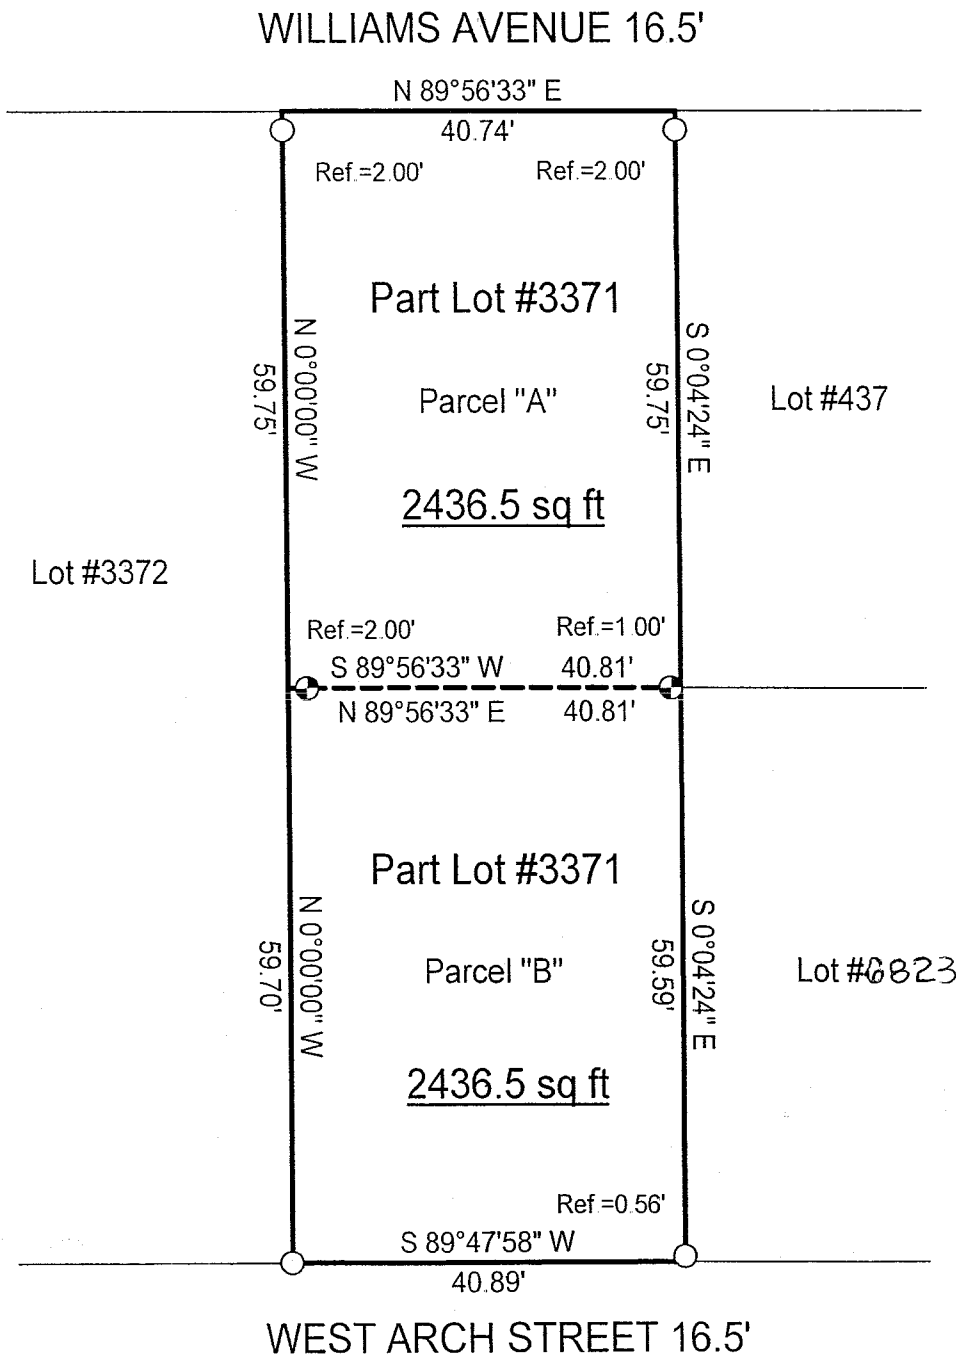 WILLIAMS AVENUE 16.5'
N 89°56'33" E
40.74'
Ref.=2.00' Ref.=2.00'
Part Lot #3371
N 0°00'00" W
59.75'
S 0°04'24" E
59.75'
Parcel "A"
Lot #437
2436.5 sq ft
Lot #3372
Ref.=2.00' Ref.=1.00'
S 89°56'33" W 40.81'
N 89°56'33" E 40.81'
Part Lot #3371
N 0°00'00" W
59.70'
S 0°04'24" E
59.59'
Parcel "B"
Lot #6823
2436.5 sq ft
Ref.=0.56'
S 89°47'58" W
40.89'
WEST ARCH STREET 16.5'